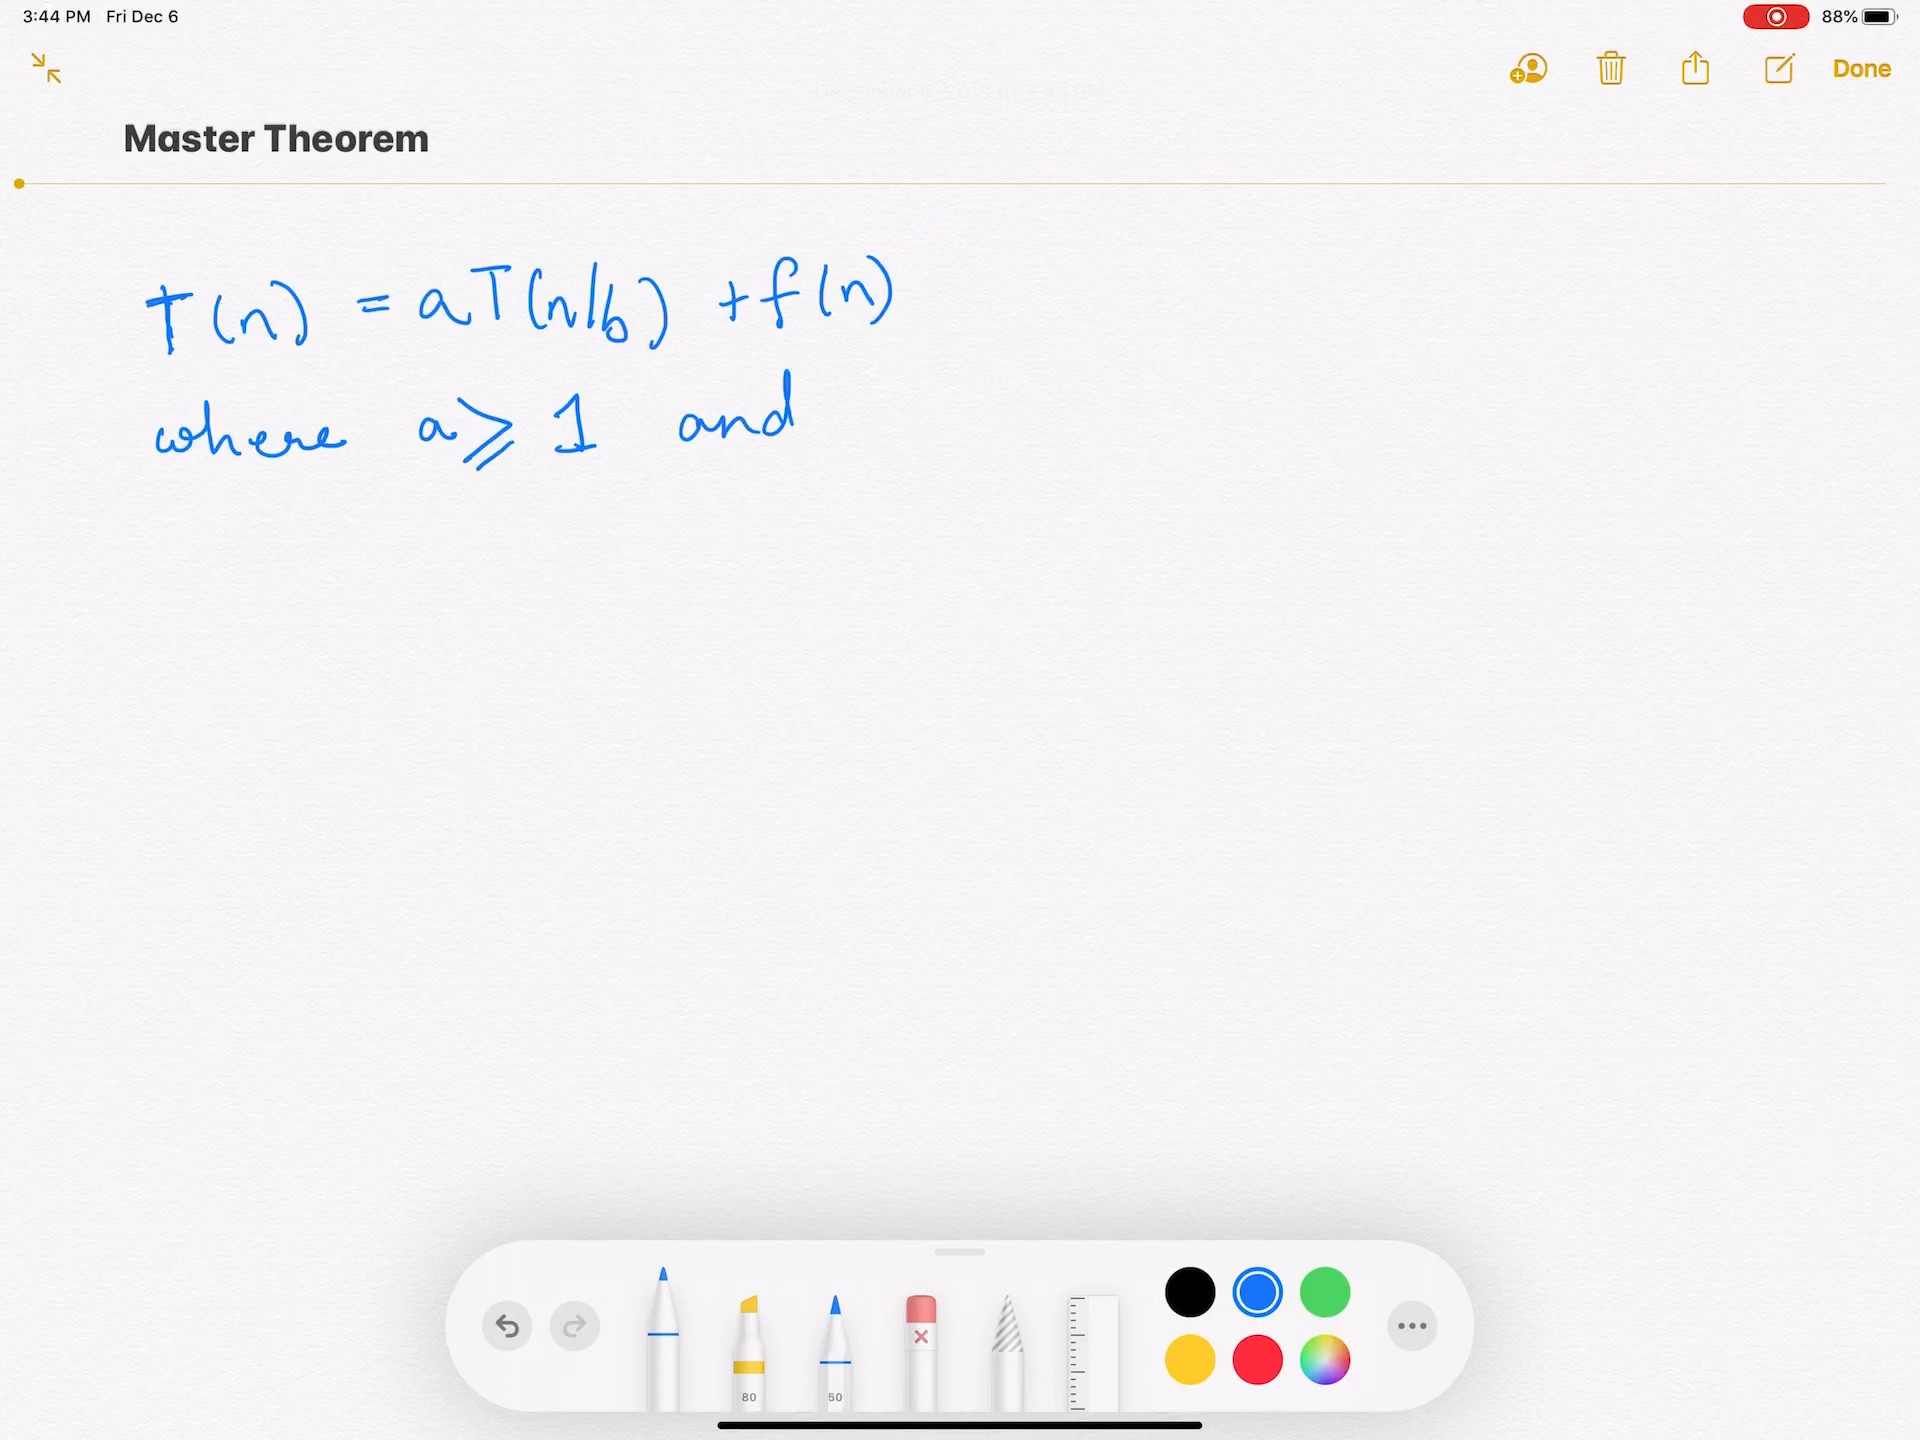 3:44 PM Fri Dec 6
88%
Done
Master Theorem
T(n) = aT(n/b) + f(n)
where a ⩾ 1 and
80
50